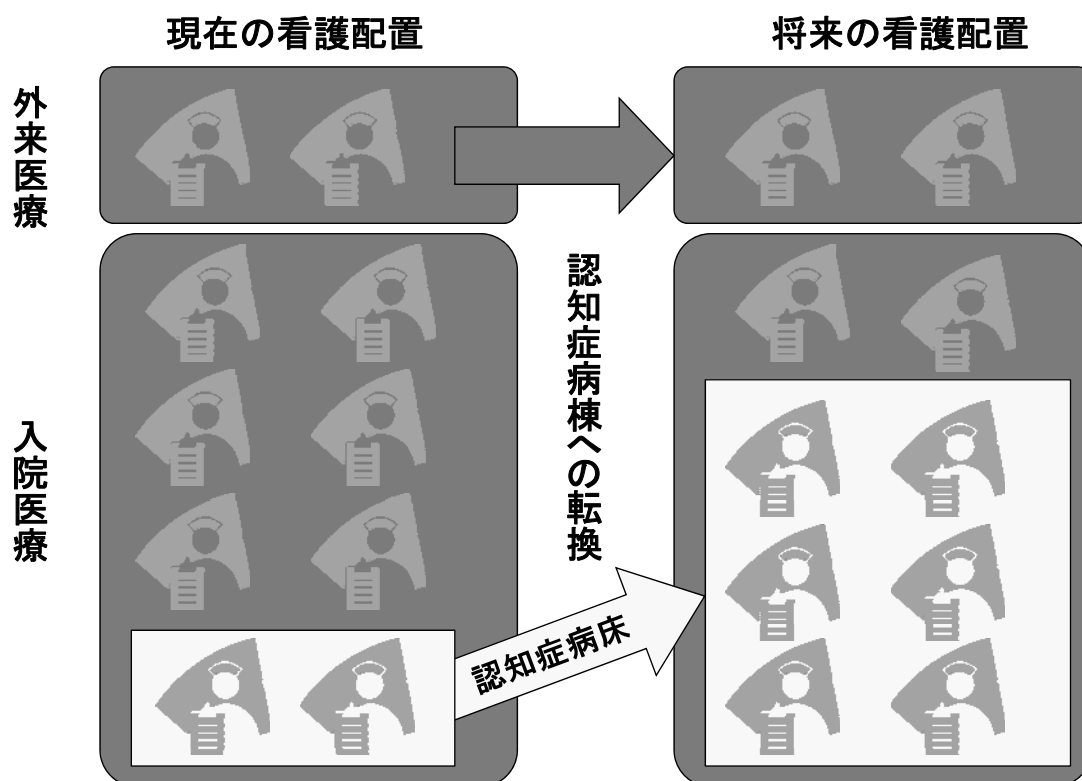 現在の看護配置
将来の看護配置
外来医療
認知症病棟への転換
入院医療
認知症病床